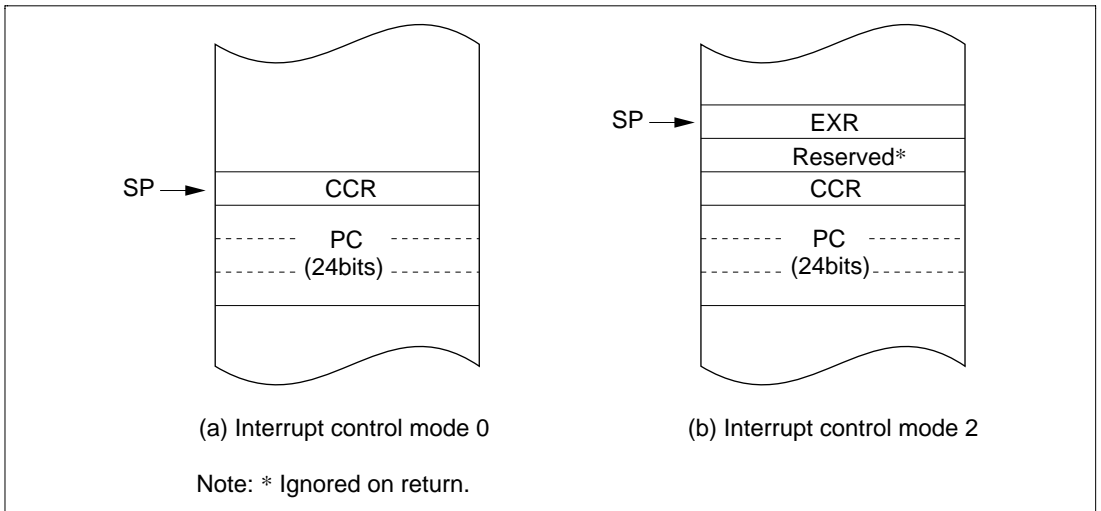 SP
CCR
PC
(24bits)
(a) Interrupt control mode 0
SP
EXR
Reserved*
CCR
PC
(24bits)
(b) Interrupt control mode 2
Note: * Ignored on return.